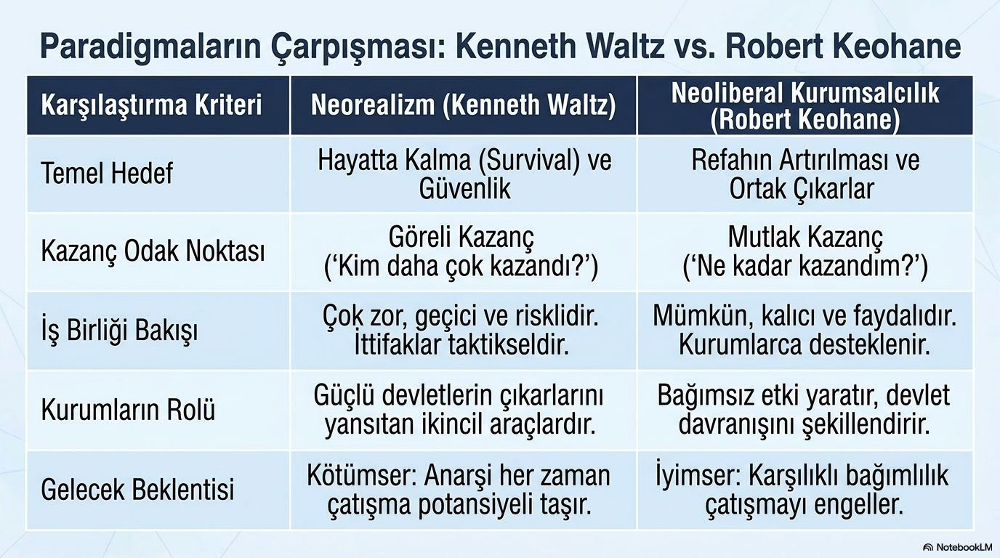 Paradigmaların Çarpışması: Kenneth Waltz vs. Robert Keohane
Karşılaştırma Kriteri
Neorealizm (Kenneth Waltz)
Neoliberal Kurumsalcılık
(Robert Keohane)
Temel Hedef
Hayatta Kalma (Survival) ve
Güvenlik
Refahın Artırılması ve
Ortak Çıkarlar
Kazanç Odak Noktası
Göreli Kazanç
(‘Kim daha çok kazandı?’)
Mutlak Kazanç
(‘Ne kadar kazandım?’)
İş Birliği Bakışı
Çok zor, geçici ve risklidir.
İttifaklar taktikseldir.
Mümkün, kalıcı ve faydalıdır.
Kurumlarca desteklenir.
Kurumların Rolü
Güçlü devletlerin çıkarlarını
yansıtan ikincil araçlardır.
Bağımsız etki yaratır, devlet
davranışını şekillendirir.
Gelecek Beklentisi
Kötümser: Anarşi her zaman
çatışma potansiyeli taşır.
İyimser: Karşılıklı bağımlılık
çatışmayı engeller.
NotebookLM